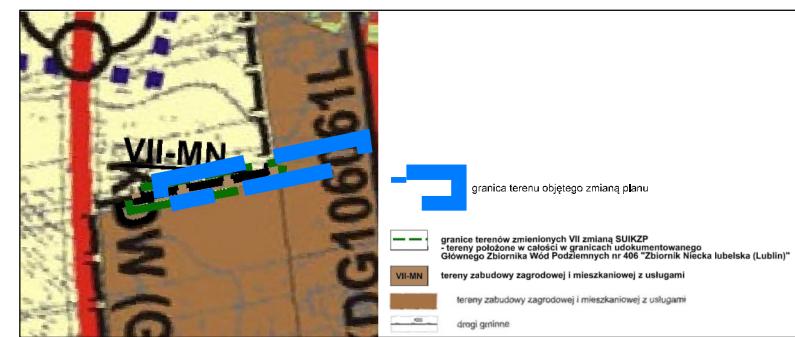 VII-MN
KDW (G
KDG106061L
granica terenu objętego zmianą planu
granice terenów zmienionych VII zmianą SUIKZP
- tereny położone w całości w granicach udokumentowanego
Głównego Zbiornika Wód Podziemnych nr 406 "Zbiornik Niecka lubelska (Lublin)"
VII-MN
tereny zabudowy zagrodowej i mieszkaniowej z usługami
tereny zabudowy zagrodowej i mieszkaniowej z usługami
drogi gminne